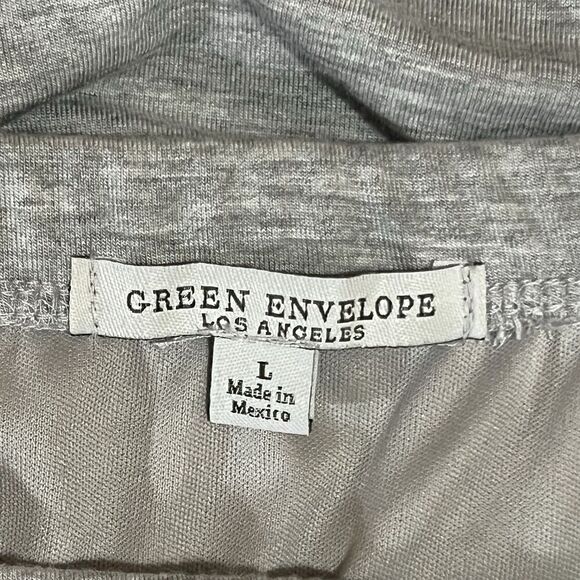 GREEN ENVELOPE
LOS ANGELES
L
Made in
Mexico